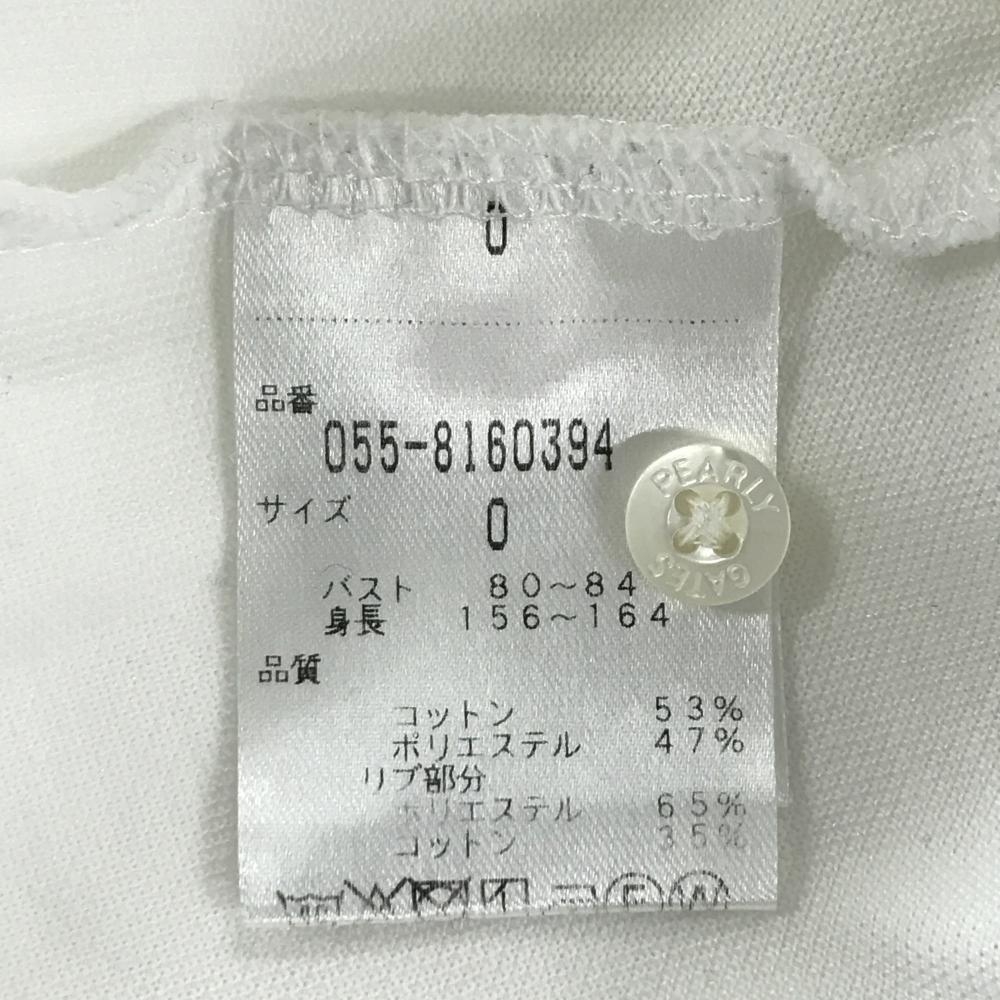 0
品番
055-8160394
サイズ 0
PEARLY GATES
バスト 80~84
身長 156~164
品質
コットン 53%
ポリエステル 47%
リブ部分
ポリエステル 65%
コットン 35%